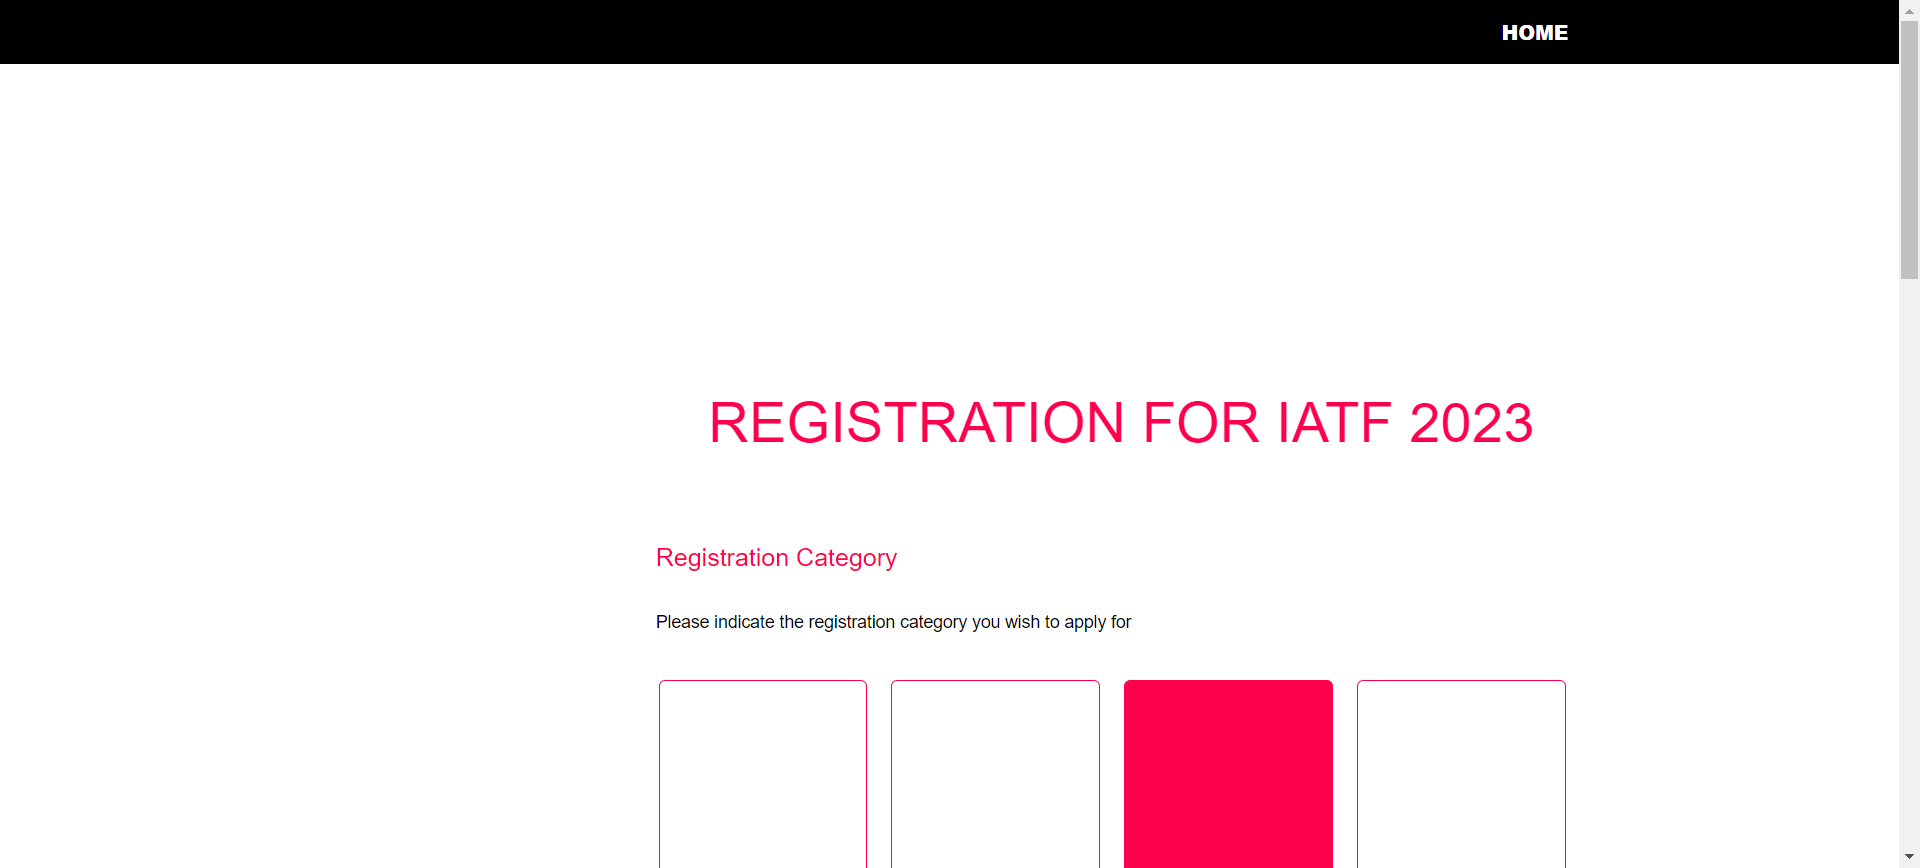 HOME
REGISTRATION FOR IATF 2023
Registration Category
Please indicate the registration category you wish to apply for